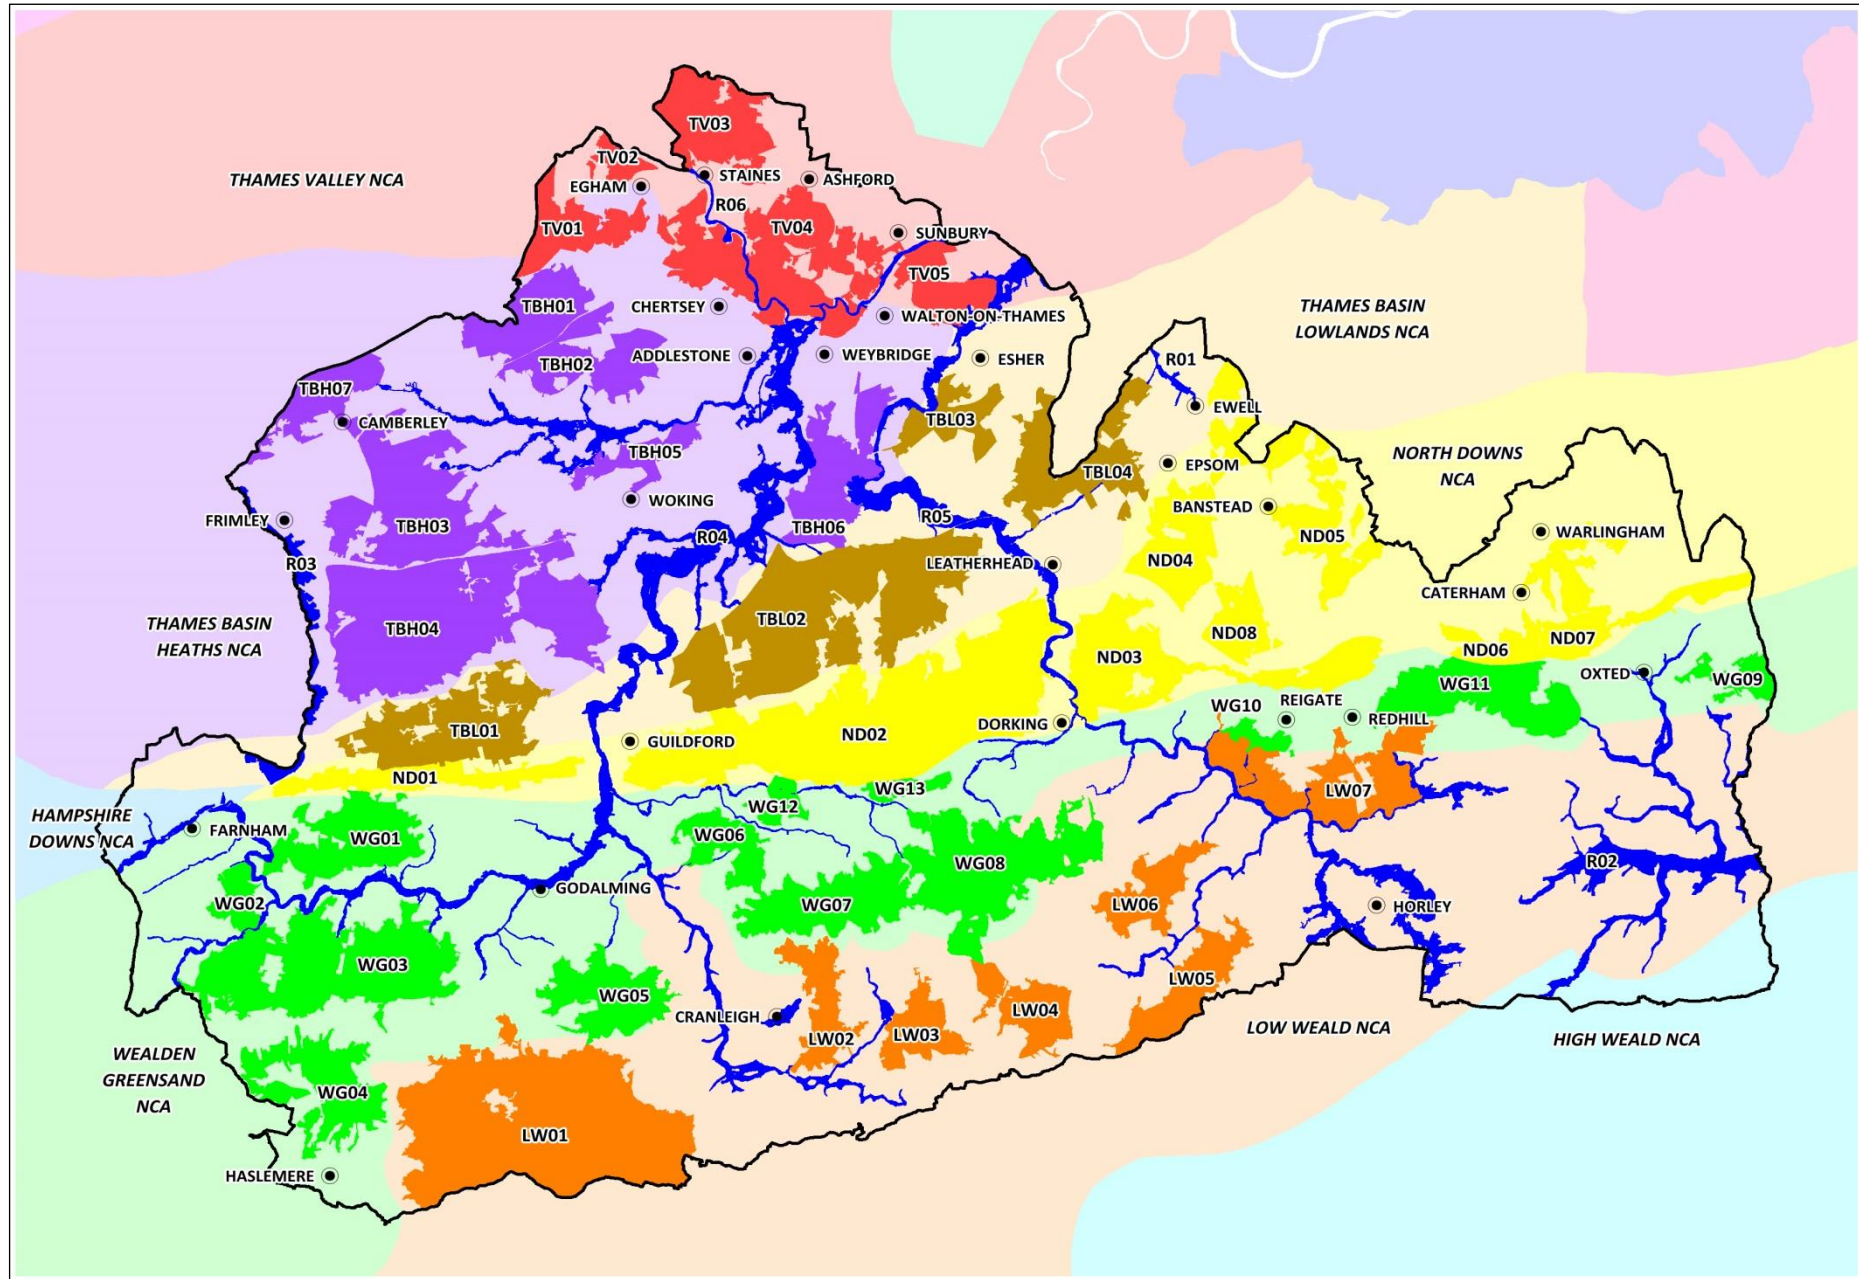 TV03
THAMES VALLEY NCA
TV02
STAINES
ASHFORD
EGHAM
R06
TV01
TV04
SUNBURY
TV05
TBH01
CHERTSEY
WALTON-ON-THAMES
THAMES BASIN
LOWLANDS NCA
TBH02
ADDLESTONE
WEYBRIDGE
ESHER
R01
TBH07
CAMBERLEY
TBL03
EWELL
TBH05
NORTH DOWNS
NCA
TBL04
EPSOM
WOKING
BANSTEAD
FRIMLEY
TBH03
TBH06
R05
ND05
WARLINGHAM
R04
R03
LEATHERHEAD
ND04
CATERHAM
THAMES BASIN
HEATHS NCA
TBH04
TBL02
ND08
ND07
ND03
ND06
OXTED
WG09
WG11
WG10
REIGATE
REDHILL
TBL01
GUILDFORD
ND02
DORKING
ND01
WG13
LW07
HAMPSHIRE
DOWNS NCA
WG12
FARNHAM
WG01
WG06
WG08
R02
GODALMING
WG02
WG07
LW06
HORLEY
WG03
WG05
LW05
CRANLEIGH
LW02
LW03
LW04
LOW WEALD NCA
HIGH WEALD NCA
WEALDEN
GREENSAND
NCA
WG04
LW01
HASLEMERE